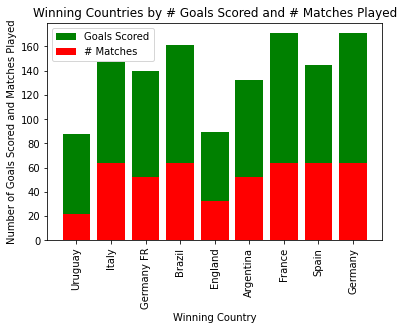 Winning Countries by # Goals Scored and # Matches Played
Goals Scored
# Matches
160
140
120
100
80
60
40
20
0
Number of Goals Scored and Matches Played
Uruguay
Italy
Germany FR
Brazil
England
Argentina
France
Spain
Germany
Winning Country